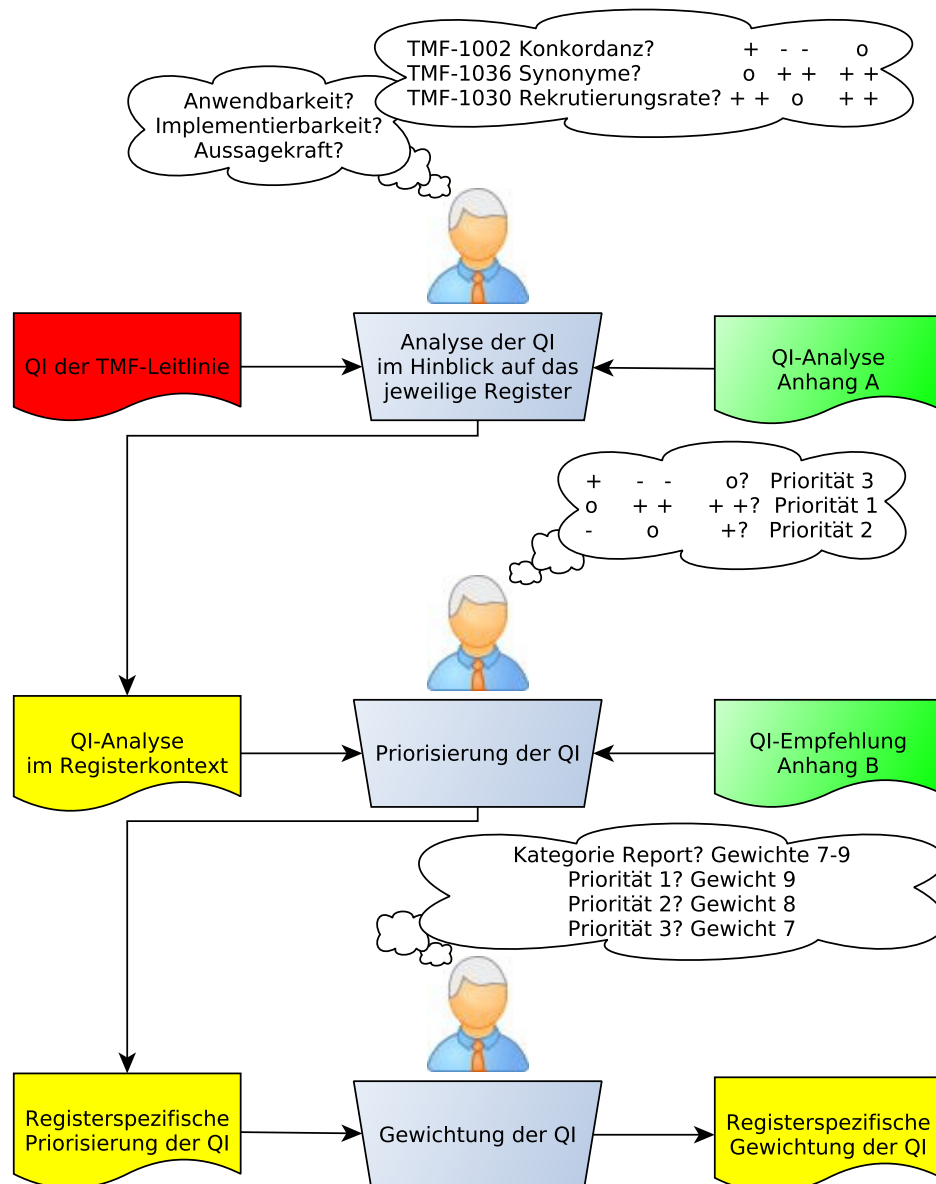 TMF-1002 Konkordanz? + - - o
TMF-1036 Synonyme? o + + + +
TMF-1030 Rekrutierungsrate? + + o + +
Anwendbarkeit?
Implementierbarkeit?
Aussagekraft?
QI der TMF-Leitlinie
Analyse der QI
im Hinblick auf das
jeweilige Register
QI-Analyse
Anhang A
+ - - o? Priorität 3
o + + + +? Priorität 1
- o +? Priorität 2
QI-Analyse
im Registerkontext
Priorisierung der QI
QI-Empfehlung
Anhang B
Kategorie Report? Gewichte 7-9
Priorität 1? Gewicht 9
Priorität 2? Gewicht 8
Priorität 3? Gewicht 7
Registerspezifische
Priorisierung der QI
Gewichtung der QI
Registerspezifische
Gewichtung der QI